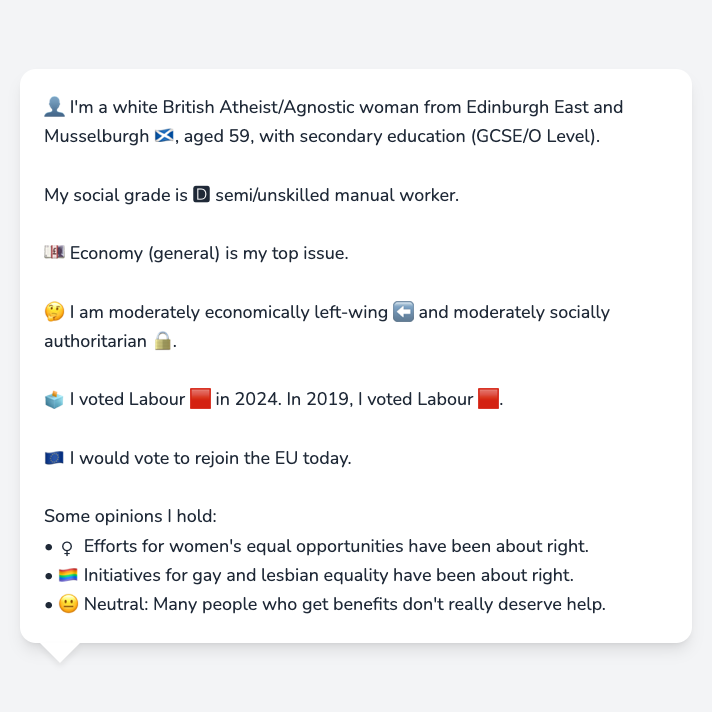 👤 I'm a white British Atheist/Agnostic woman from Edinburgh East and
Musselburgh 🏴󠁧󠁢󠁳󠁣󠁴󠁿, aged 59, with secondary education (GCSE/O Level).
My social grade is D semi/unskilled manual worker.
💷 Economy (general) is my top issue.
🤔 I am moderately economically left-wing ⬅️ and moderately socially
authoritarian 🔒.
🗳️ I voted Labour 🟥 in 2024. In 2019, I voted Labour 🟥.
🇪🇺 I would vote to rejoin the EU today.
Some opinions I hold:
• ♀ Efforts for women's equal opportunities have been about right.
• 🏳️‍🌈 Initiatives for gay and lesbian equality have been about right.
• 😐 Neutral: Many people who get benefits don't really deserve help.